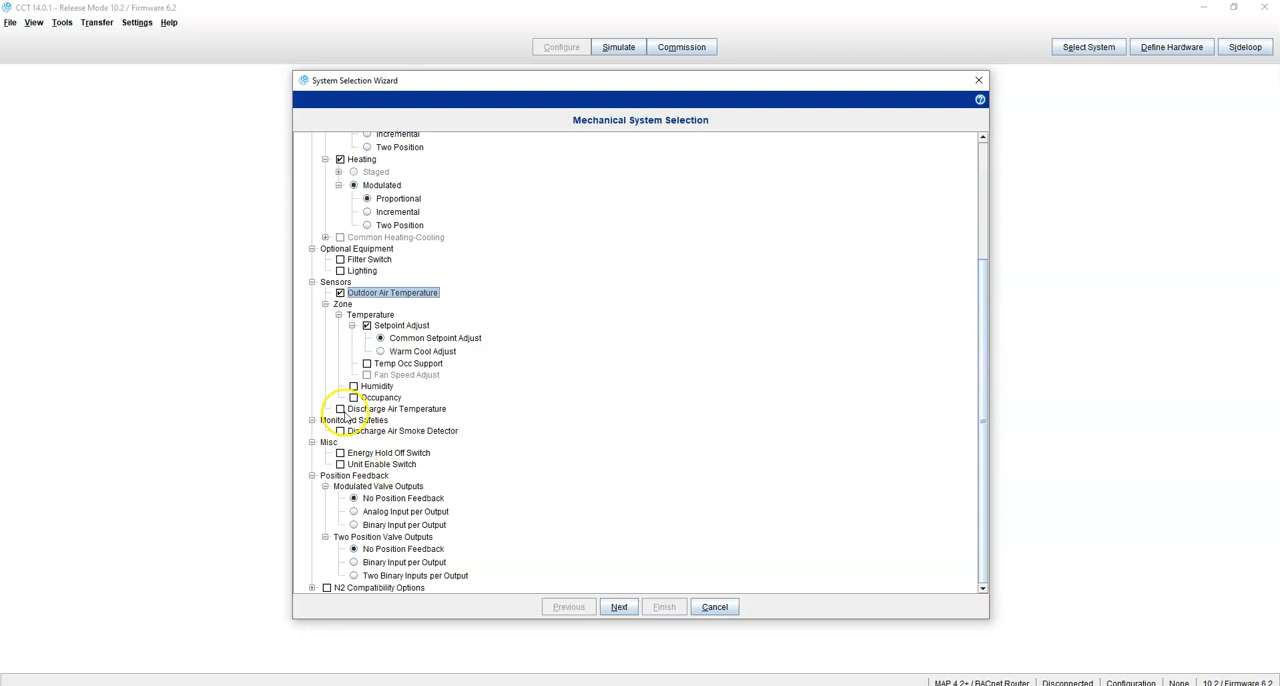 CCT 14.0.1 - Release Mode 10.2 / Firmware 6.2
File View Tools Transfer Settings Help
Configure Simulate Commission Select System Define Hardware Sideloop
System Selection Wizard
Mechanical System Selection
Incremental
Two Position
Heating
Staged
Modulated
Proportional
Incremental
Two Position
Common Heating-Cooling
Optional Equipment
Filter Switch
Lighting
Sensors
Outdoor Air Temperature
Zone
Temperature
Setpoint Adjust
Common Setpoint Adjust
Warm Cool Adjust
Temp Occ Support
Fan Speed Adjust
Humidity
Occupancy
Discharge Air Temperature
Monitored Safeties
Discharge Air Smoke Detector
Misc
Energy Hold Off Switch
Unit Enable Switch
Position Feedback
Modulated Valve Outputs
No Position Feedback
Analog Input per Output
Binary Input per Output
Two Position Valve Outputs
No Position Feedback
Binary Input per Output
Two Binary Inputs per Output
N2 Compatibility Options
Previous Next Finish Cancel
MAP 4.2+ / BACnet Router Disconnected Configuration None 10.2 / Firmware 6.2